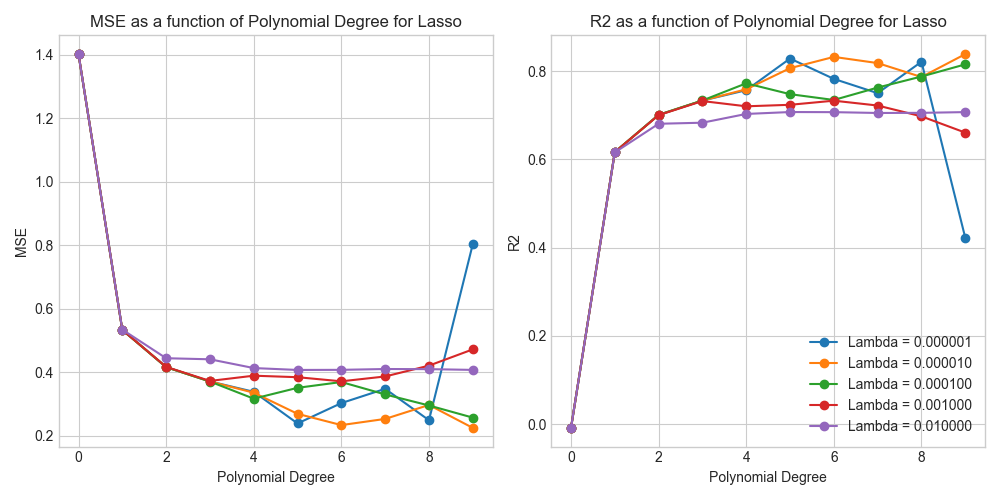 MSE as a function of Polynomial Degree for Lasso
1.4
1.2
1.0
0.8
0.6
0.4
0.2
MSE
0 2 4 6 8
Polynomial Degree
R2 as a function of Polynomial Degree for Lasso
0.8
0.6
0.4
0.2
0.0
R2
Lambda = 0.000001
Lambda = 0.000010
Lambda = 0.000100
Lambda = 0.001000
Lambda = 0.010000
0 2 4 6 8
Polynomial Degree